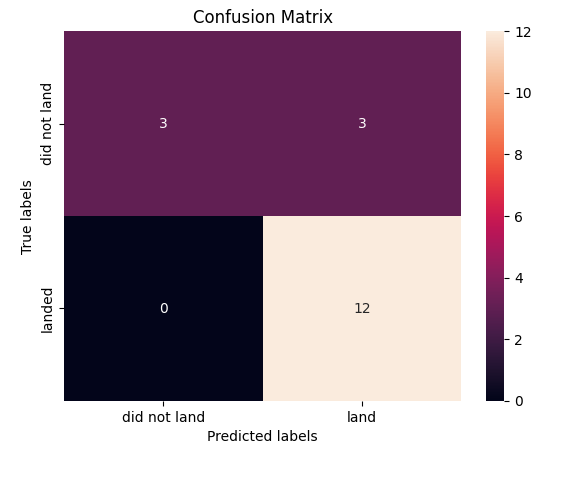 Confusion Matrix
True labels
did not land
landed
3
3
0
12
did not land
land
Predicted labels
12
10
8
6
4
2
0